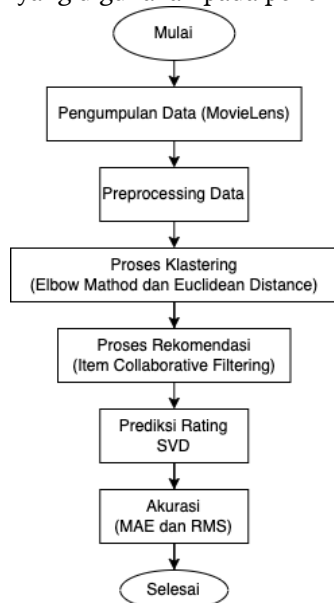 Mulai
Pengumpulan Data (MovieLens)
Preprocessing Data
Proses Klastering
(Elbow Mathod dan Euclidean Distance)
Proses Rekomendasi
(Item Collaborative Filtering)
Prediksi Rating
SVD
Akurasi
(MAE dan RMS)
Selesai